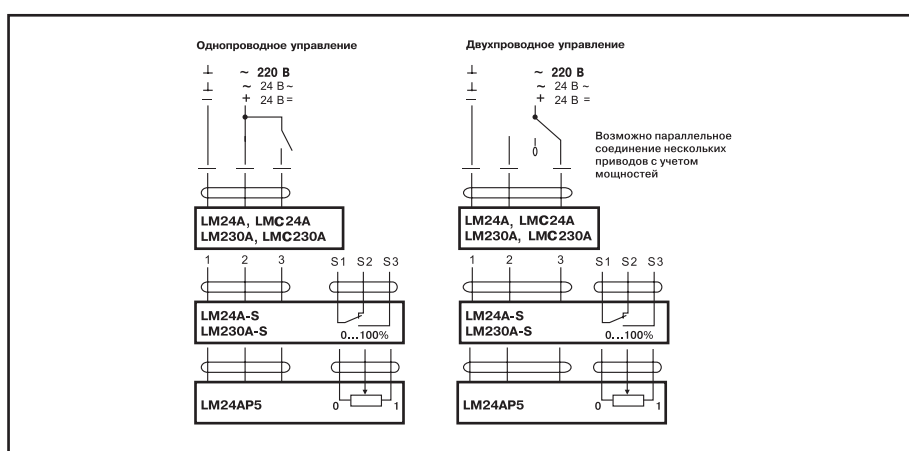 Однопроводное управление
⊥ ~ 220 В
⊥ ~ 24 В ~
— + 24 В =
LM24A, LMC24A
LM230A, LMC230A
1 2 3 S1 S2 S3
LM24A-S
LM230A-S
0...100%
LM24AP5
0 1
Двухпроводное управление
⊥ ~ 220 В
⊥ ~ 24 В ~
— + 24 В =
0
Возможно параллельное
соединение нескольких
приводов с учетом
мощностей
LM24A, LMC24A
LM230A, LMC230A
1 2 3 S1 S2 S3
LM24A-S
LM230A-S
0...100%
LM24AP5
0 1